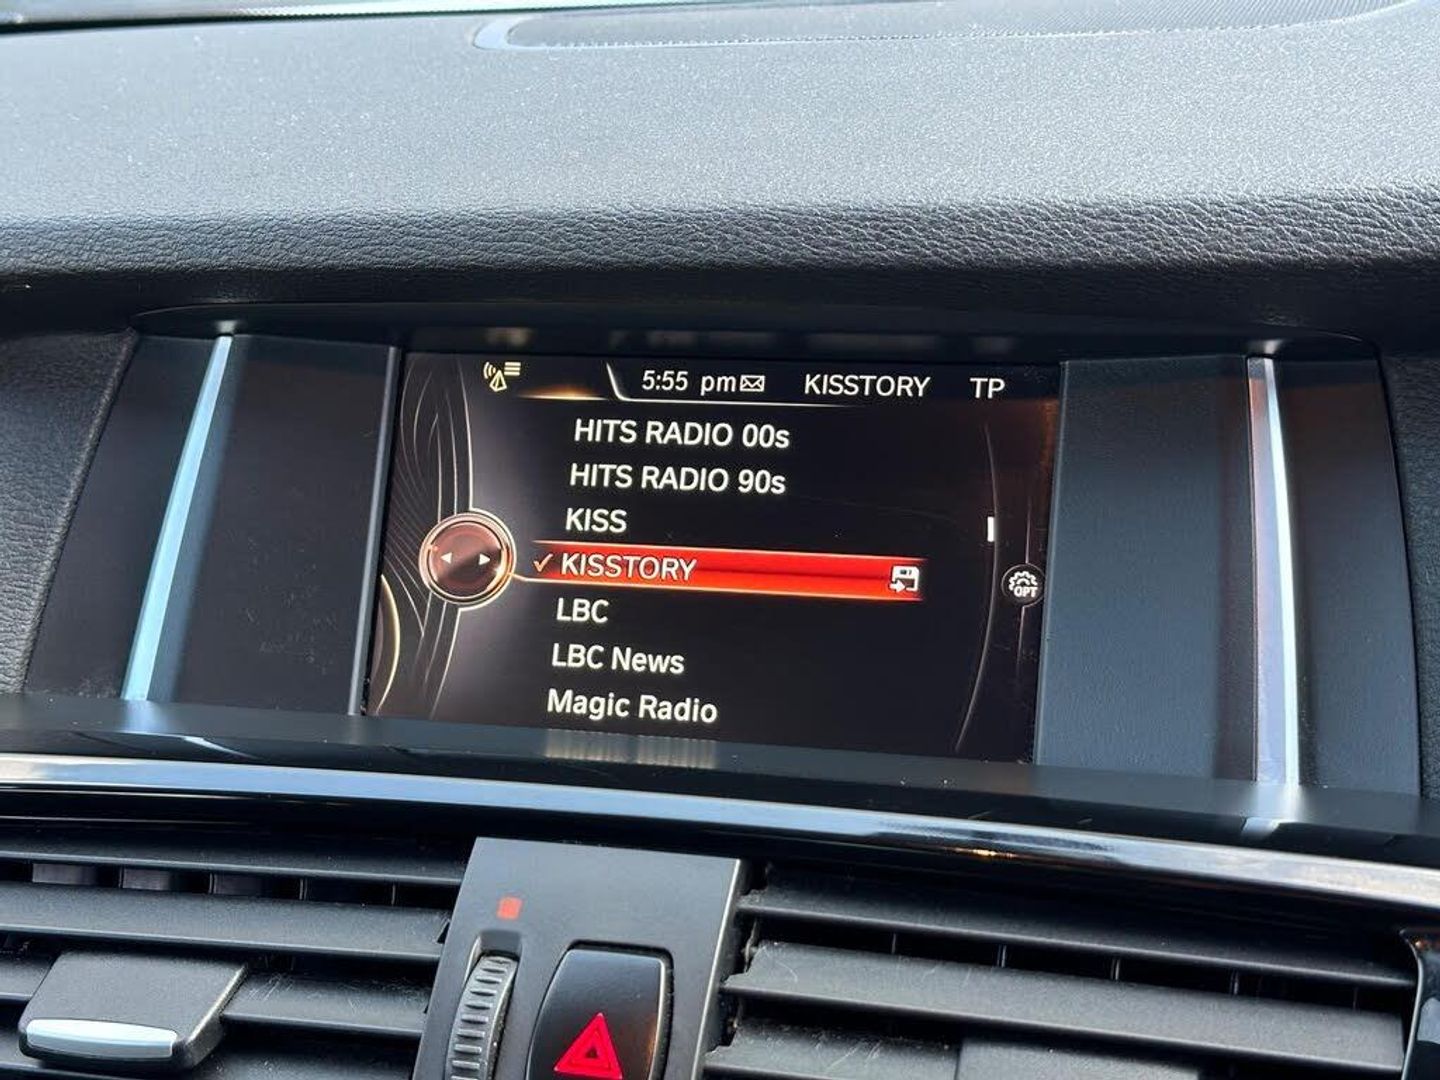 5:55 pm KISSTORY TP
HITS RADIO 00s
HITS RADIO 90s
KISS
KISSTORY
OPT
LBC
LBC News
Magic Radio